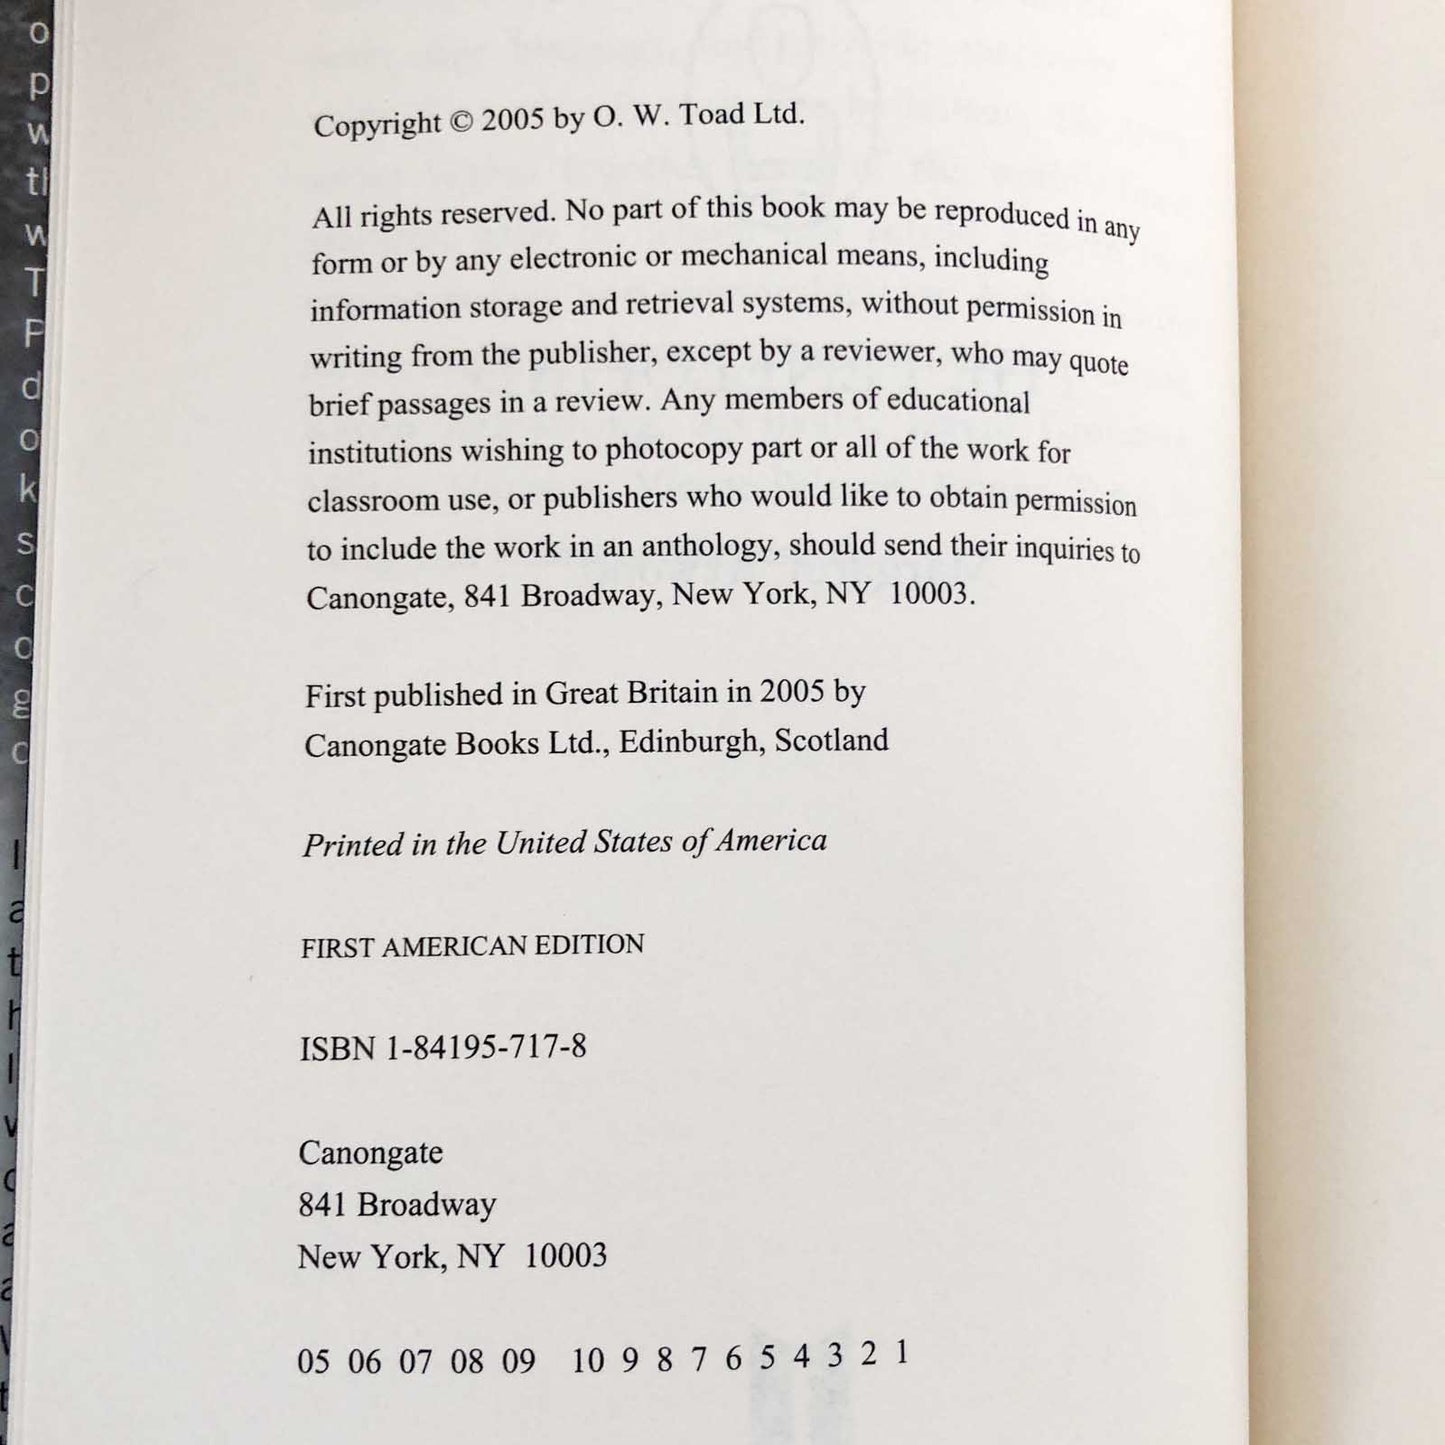 Copyright © 2005 by O. W. Toad Ltd.
All rights reserved. No part of this book may be reproduced in any
form or by any electronic or mechanical means, including
information storage and retrieval systems, without permission in
writing from the publisher, except by a reviewer, who may quote
brief passages in a review. Any members of educational
institutions wishing to photocopy part or all of the work for
classroom use, or publishers who would like to obtain permission
to include the work in an anthology, should send their inquiries to
Canongate, 841 Broadway, New York, NY 10003.
First published in Great Britain in 2005 by
Canongate Books Ltd., Edinburgh, Scotland
Printed in the United States of America
FIRST AMERICAN EDITION
ISBN 1-84195-717-8
Canongate
841 Broadway
New York, NY 10003
05 06 07 08 09 10 9 8 7 6 5 4 3 2 1